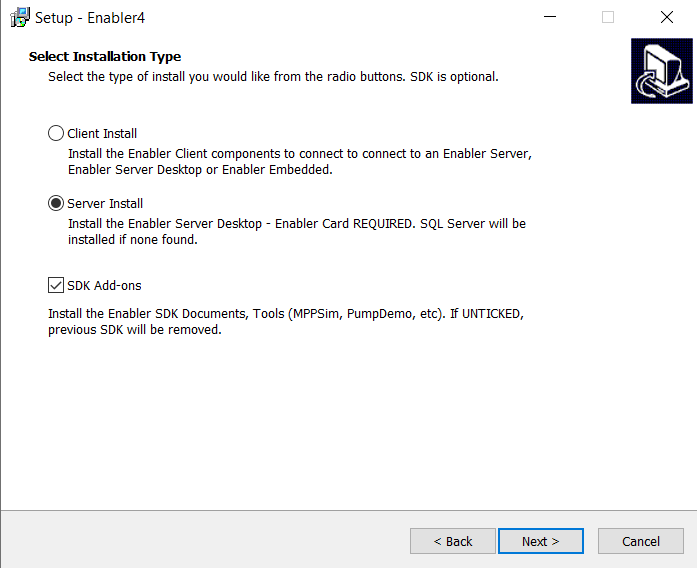 Setup - Enabler4
Select Installation Type
Select the type of install you would like from the radio buttons. SDK is optional.
Client Install
Install the Enabler Client components to connect to connect to an Enabler Server,
Enabler Server Desktop or Enabler Embedded.
Server Install
Install the Enabler Server Desktop - Enabler Card REQUIRED. SQL Server will be
installed if none found.
SDK Add-ons
Install the Enabler SDK Documents, Tools (MPPSim, PumpDemo, etc). If UNTICKED,
previous SDK will be removed.
< Back Next > Cancel